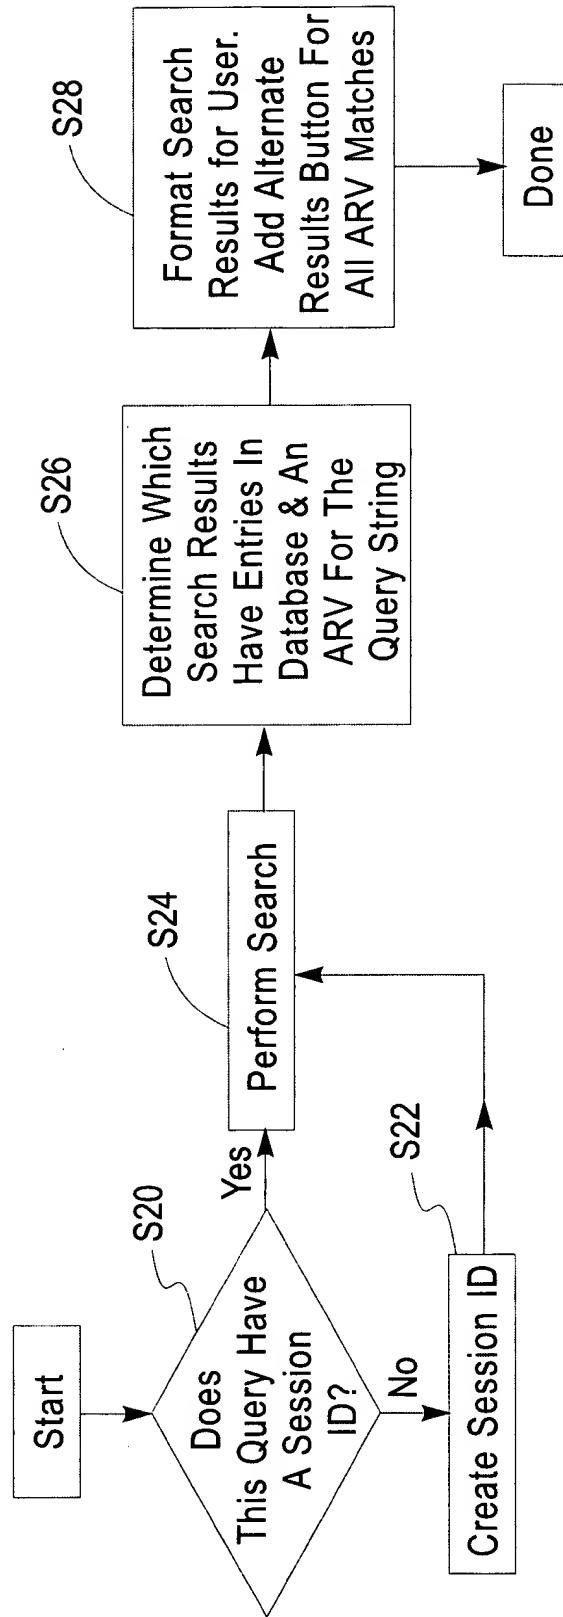 Start
S20
Does
This Query Have
A Session
ID?
Yes
No
S22
Create Session ID
S24
Perform Search
S26
Determine Which
Search Results
Have Entries In
Database & An
ARV For The
Query String
S28
Format Search
Results for User.
Add Alternate
Results Button For
All ARV Matches
Done